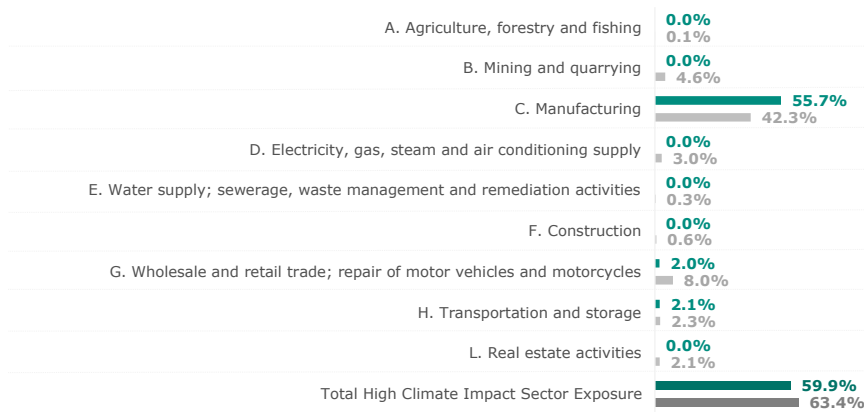 A. Agriculture, forestry and fishing
0.0%
0.1%
B. Mining and quarrying
0.0%
4.6%
C. Manufacturing
55.7%
42.3%
D. Electricity, gas, steam and air conditioning supply
0.0%
3.0%
E. Water supply; sewerage, waste management and remediation activities
0.0%
0.3%
F. Construction
0.0%
0.6%
G. Wholesale and retail trade; repair of motor vehicles and motorcycles
2.0%
8.0%
H. Transportation and storage
2.1%
2.3%
L. Real estate activities
0.0%
2.1%
Total High Climate Impact Sector Exposure
59.9%
63.4%